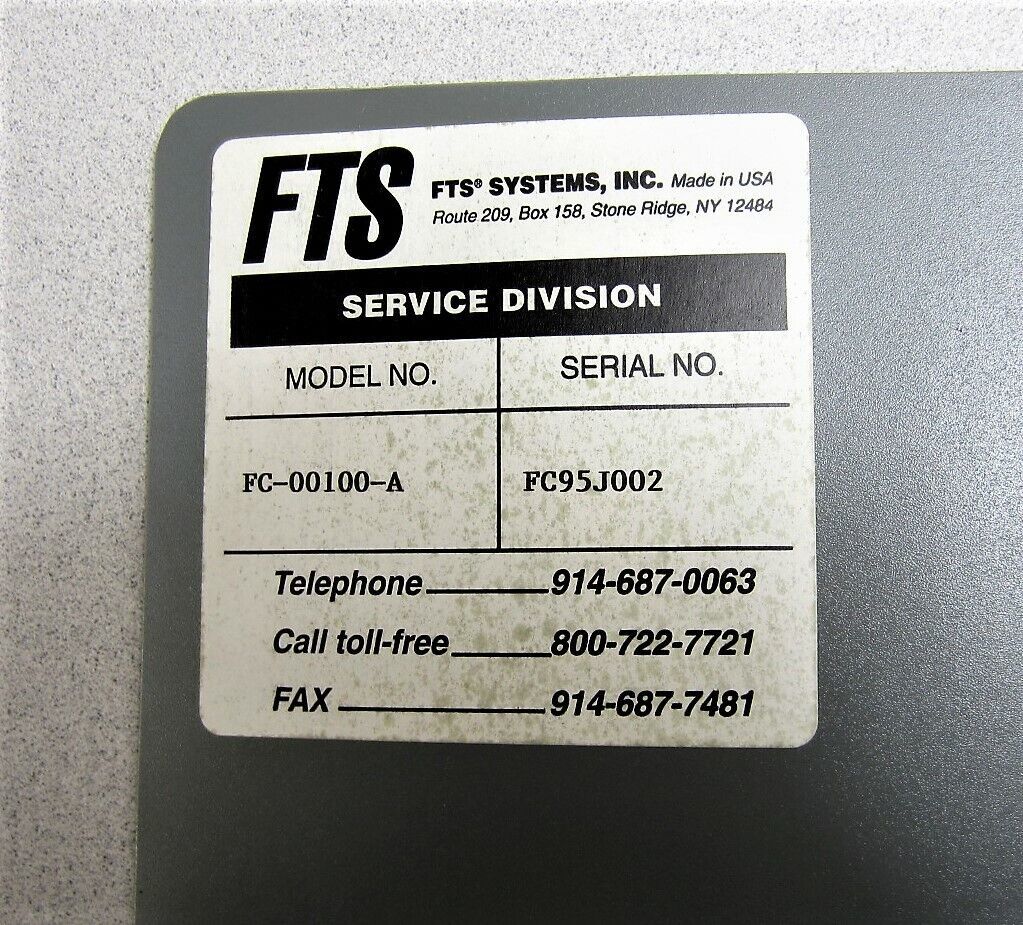 FTS
FTS® SYSTEMS, INC. Made in USA
Route 209, Box 158, Stone Ridge, NY 12484
SERVICE DIVISION
MODEL NO. SERIAL NO.
FC-00100-A FC95J002
Telephone 914-687-0063
Call toll-free 800-722-7721
FAX 914-687-7481